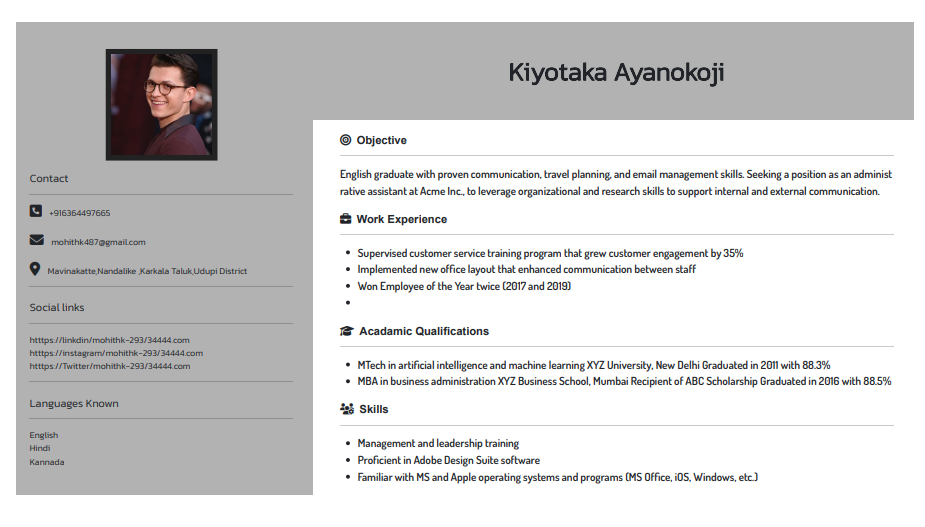 Kiyotaka Ayanokoji
Contact
+916364497665
mohithk487@gmail.com
Mavinakatte,Nandalike ,Karkala Taluk,Udupi District
Social links
htttps://linkdin/mohithk-293/34444.com
htttps://instagram/mohithk-293/34444.com
htttps://Twitter/mohithk-293/34444.com
Languages Known
English
Hindi
Kannada
Objective
English graduate with proven communication, travel planning, and email management skills. Seeking a position as an administ
rative assistant at Acme Inc., to leverage organizational and research skills to support internal and external communication.
Work Experience
Supervised customer service training program that grew customer engagement by 35%
Implemented new office layout that enhanced communication between staff
Won Employee of the Year twice (2017 and 2019)
Acadamic Qualifications
MTech in artificial intelligence and machine learning XYZ University, New Delhi Graduated in 2011 with 88.3%
MBA in business administration XYZ Business School, Mumbai Recipient of ABC Scholarship Graduated in 2016 with 88.5%
Skills
Management and leadership training
Proficient in Adobe Design Suite software
Familiar with MS and Apple operating systems and programs (MS Office, iOS, Windows, etc.)